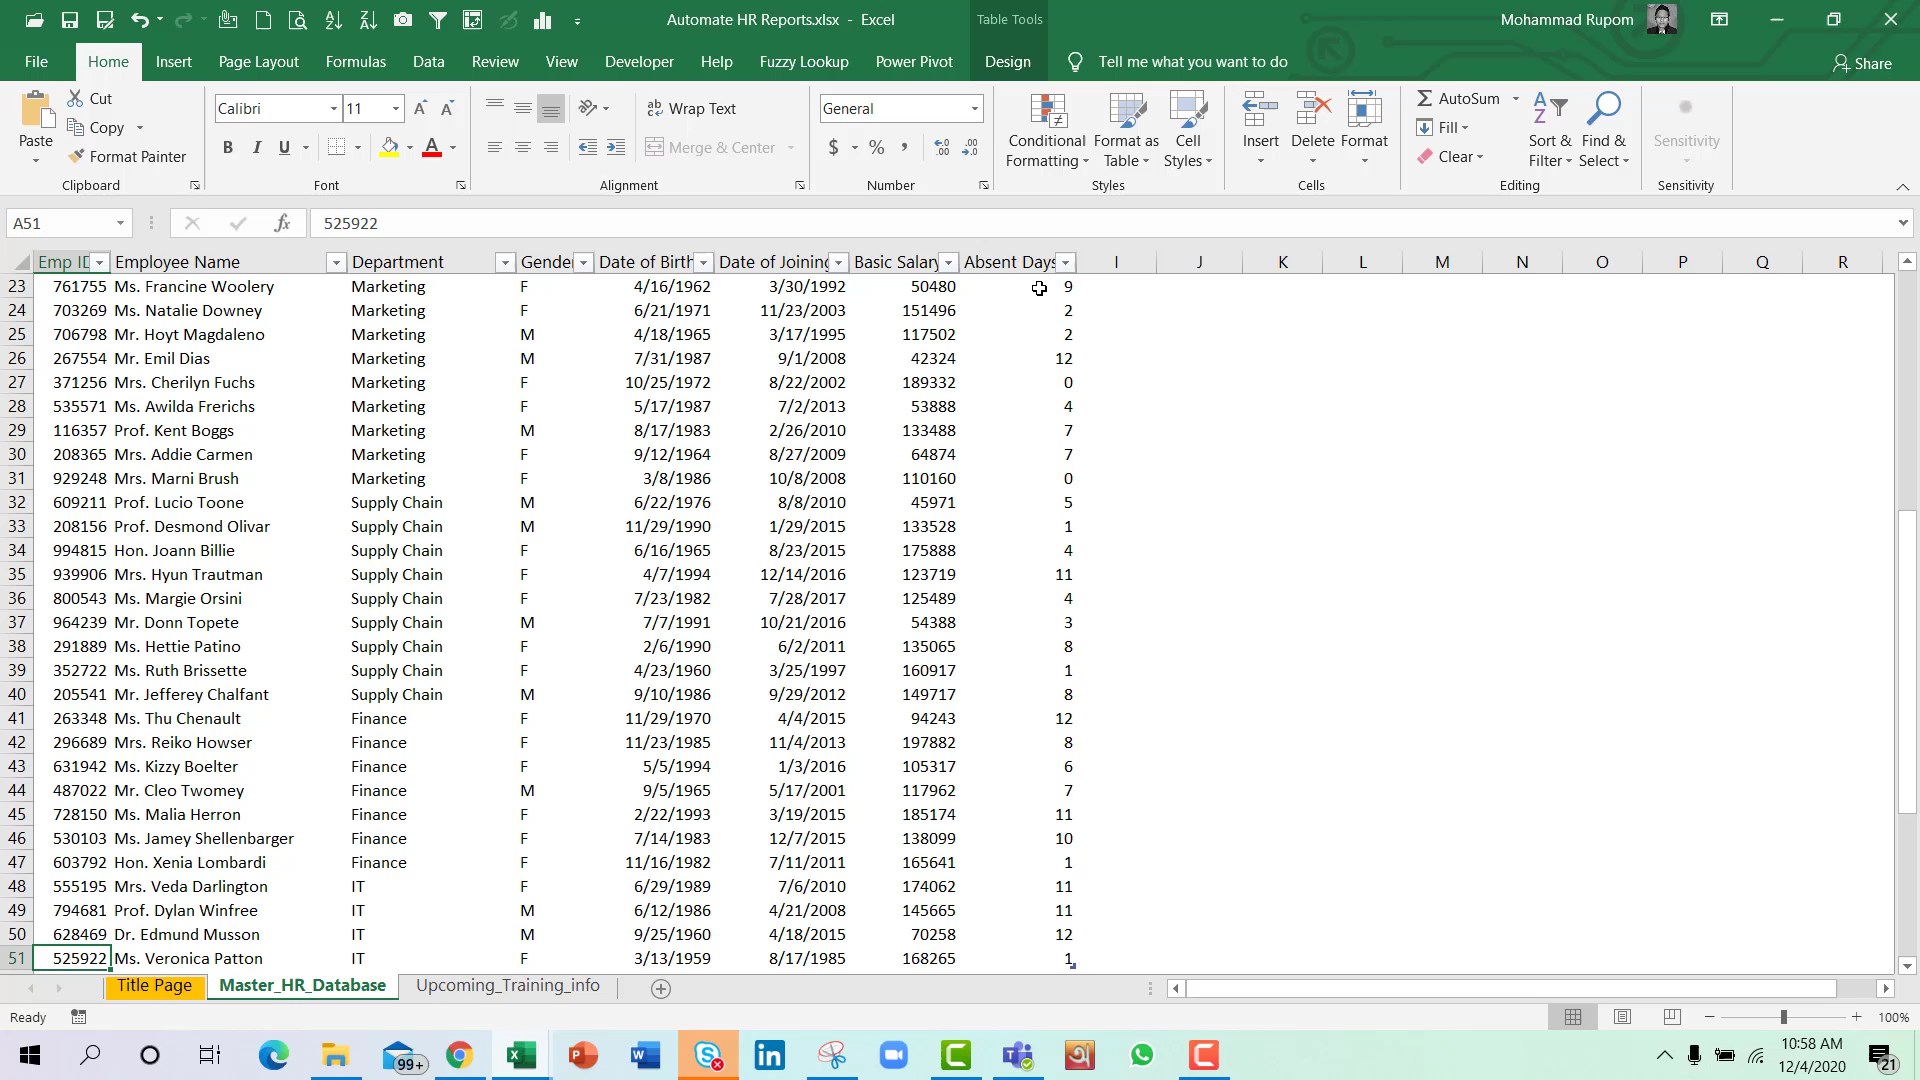 Automate HR Reports.xlsx - Excel
Table Tools
Mohammad Rupom
File Home Insert Page Layout Formulas Data Review View Developer Help Fuzzy Lookup Power Pivot Design Tell me what you want to do Share
Paste Cut
Copy
Format Painter
Clipboard
Calibri 11
B I U
Font
Wrap Text
Merge & Center
Alignment
General
$ % ,
Number
Conditional Formatting
Format as Table
Cell Styles
Styles
Insert Delete Format
Cells
AutoSum
Fill
Clear
Sort & Filter
Find & Select
Editing
Sensitivity
Sensitivity
A51 fx 525922
Emp ID Employee Name Department Gende Date of Birth Date of Joining Basic Salary Absent Days I J K L M N O P Q R
23 761755 Ms. Francine Woolery Marketing F 4/16/1962 3/30/1992 50480 9
24 703269 Ms. Natalie Downey Marketing F 6/21/1971 11/23/2003 151496 2
25 706798 Mr. Hoyt Magdaleno Marketing M 4/18/1965 3/17/1995 117502 2
26 267554 Mr. Emil Dias Marketing M 7/31/1987 9/1/2008 42324 12
27 371256 Mrs. Cherilyn Fuchs Marketing F 10/25/1972 8/22/2002 189332 0
28 535571 Ms. Awilda Frerichs Marketing F 5/17/1987 7/2/2013 53888 4
29 116357 Prof. Kent Boggs Marketing M 8/17/1983 2/26/2010 133488 7
30 208365 Mrs. Addie Carmen Marketing F 9/12/1964 8/27/2009 64874 7
31 929248 Mrs. Marni Brush Marketing F 3/8/1986 10/8/2008 110160 0
32 609211 Prof. Lucio Toone Supply Chain M 6/22/1976 8/8/2010 45971 5
33 208156 Prof. Desmond Olivar Supply Chain M 11/29/1990 1/29/2015 133528 1
34 994815 Hon. Joann Billie Supply Chain F 6/16/1965 8/23/2015 175888 4
35 939906 Mrs. Hyun Trautman Supply Chain F 4/7/1994 12/14/2016 123719 11
36 800543 Ms. Margie Orsini Supply Chain F 7/23/1982 7/28/2017 125489 4
37 964239 Mr. Donn Topete Supply Chain M 7/7/1991 10/21/2016 54388 3
38 291889 Ms. Hettie Patino Supply Chain F 2/6/1990 6/2/2011 135065 8
39 352722 Ms. Ruth Brissette Supply Chain F 4/23/1960 3/25/1997 160917 1
40 205541 Mr. Jefferey Chalfant Supply Chain M 9/10/1986 9/29/2012 149717 8
41 263348 Ms. Thu Chenault Finance F 11/29/1970 4/4/2015 94243 12
42 296689 Mrs. Reiko Howser Finance F 11/23/1985 11/4/2013 197882 8
43 631942 Ms. Kizzy Boelter Finance F 5/5/1994 1/3/2016 105317 6
44 487022 Mr. Cleo Twomey Finance M 9/5/1965 5/17/2001 117962 7
45 728150 Ms. Malia Herron Finance F 2/22/1993 3/19/2015 185174 11
46 530103 Ms. Jamey Shellenbarger Finance F 7/14/1983 12/7/2015 138099 10
47 603792 Hon. Xenia Lombardi Finance F 11/16/1982 7/11/2011 165641 1
48 555195 Mrs. Veda Darlington IT F 6/29/1989 7/6/2010 174062 11
49 794681 Prof. Dylan Winfree IT M 6/12/1986 4/21/2008 145665 11
50 628469 Dr. Edmund Musson IT M 9/25/1960 4/18/2015 70258 12
51 525922 Ms. Veronica Patton IT F 3/13/1959 8/17/1985 168265 1
Title Page Master_HR_Database Upcoming_Training_info
Ready 100%
99+
10:58 AM
12/4/2020
21